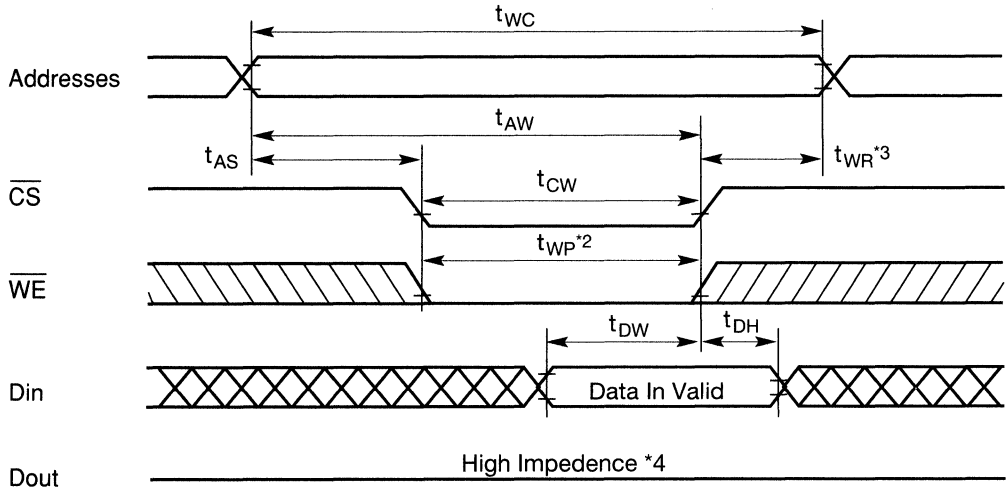 tWC
Addresses
tAW
tAS
tWR*3
CS
tCW
tWP*2
WE
tDW
tDH
Din
Data In Valid
High Impedence *4
Dout